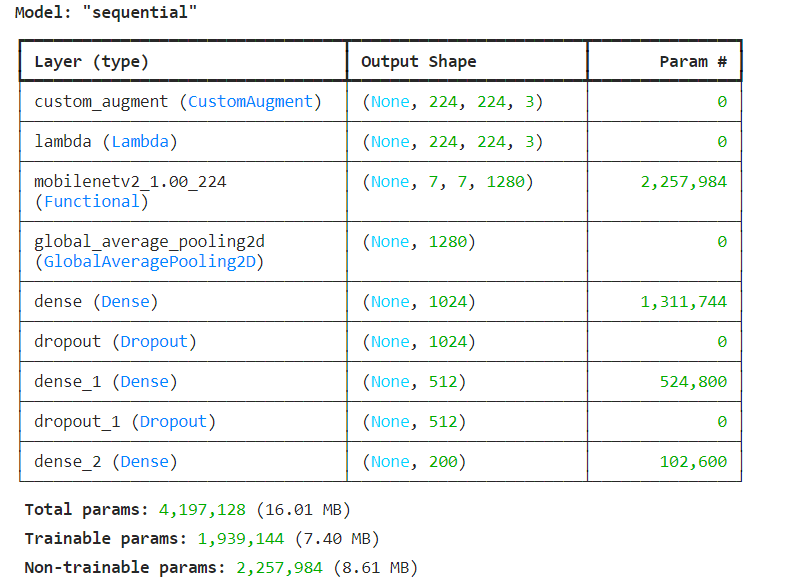 Model: "sequential"
Layer (type) Output Shape Param #
custom_augment (CustomAugment) (None, 224, 224, 3) 0
lambda (Lambda) (None, 224, 224, 3) 0
mobilenetv2_1.00_224 (None, 7, 7, 1280) 2,257,984
(Functional)
global_average_pooling2d (None, 1280) 0
(GlobalAveragePooling2D)
dense (Dense) (None, 1024) 1,311,744
dropout (Dropout) (None, 1024) 0
dense_1 (Dense) (None, 512) 524,800
dropout_1 (Dropout) (None, 512) 0
dense_2 (Dense) (None, 200) 102,600
Total params: 4,197,128 (16.01 MB)
Trainable params: 1,939,144 (7.40 MB)
Non-trainable params: 2,257,984 (8.61 MB)